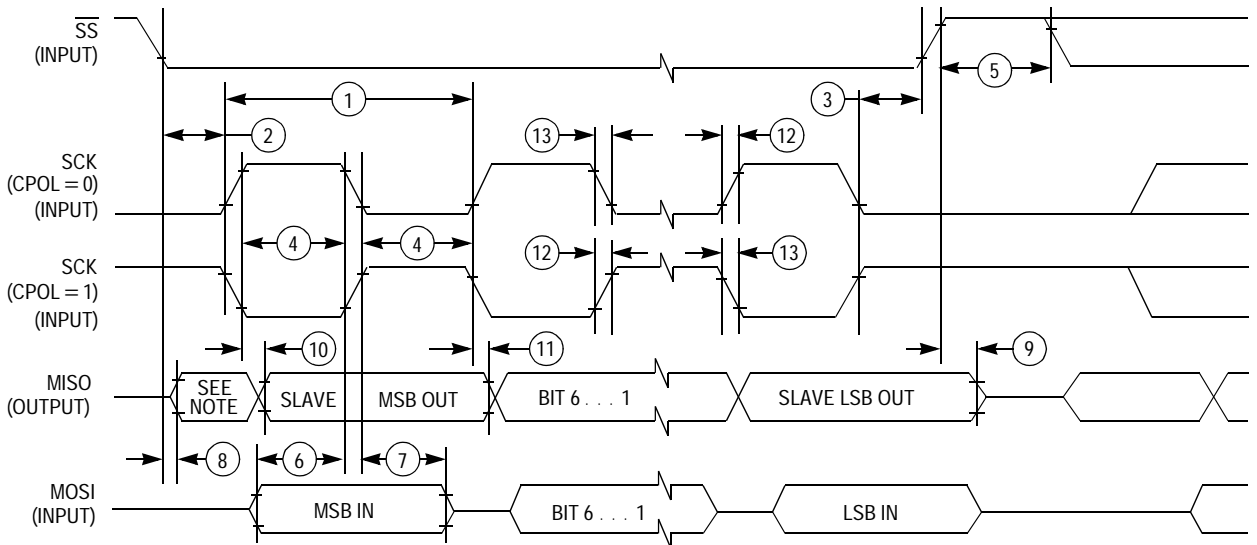 SS
(INPUT)
5
1
3
2
13
12
SCK
(CPOL = 0)
(INPUT)
4
4
SCK
(CPOL = 1)
(INPUT)
12
13
10
11
9
MISO
(OUTPUT)
SEE
NOTE
SLAVE
MSB OUT
BIT 6 . . . 1
SLAVE LSB OUT
8
6
7
MOSI
(INPUT)
MSB IN
BIT 6 . . . 1
LSB IN